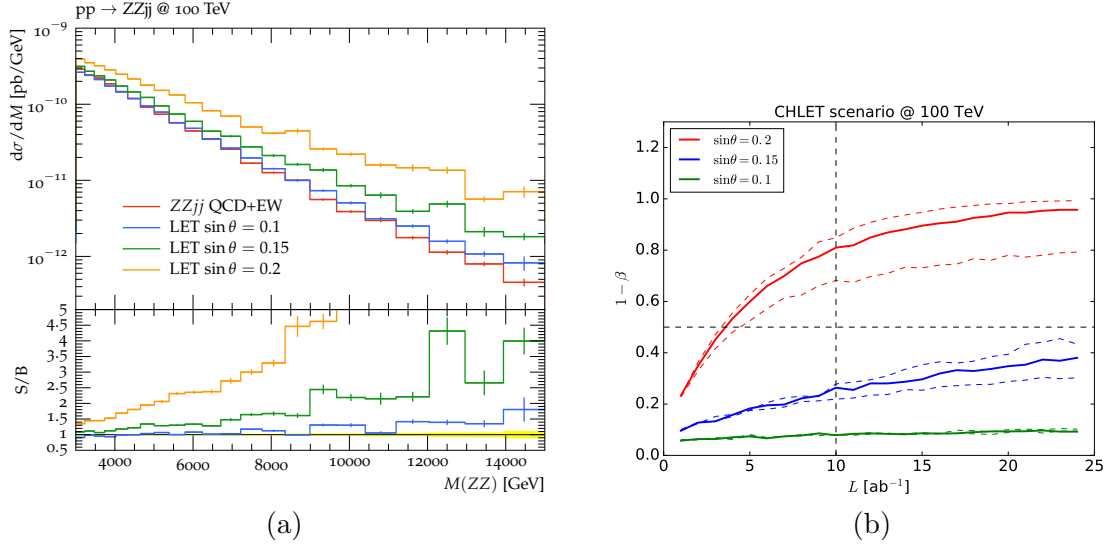 pp → ZZjj @ 100 TeV
10⁻⁹
10⁻¹⁰
10⁻¹¹
10⁻¹²
dσ/dM [pb/GeV]
ZZjj QCD+EW
LET sin θ = 0.1
LET sin θ = 0.15
LET sin θ = 0.2
5
4.5
4
3.5
3
2.5
2
1.5
1
0.5
S/B
4000 6000 8000 10000 12000 14000
M(ZZ) [GeV]
(a)
CHLET scenario @ 100 TeV
sinθ = 0.2
sinθ = 0.15
sinθ = 0.1
1.2
1.0
0.8
0.6
0.4
0.2
0.0
1 − β
0 5 10 15 20 25
L [ab⁻¹]
(b)